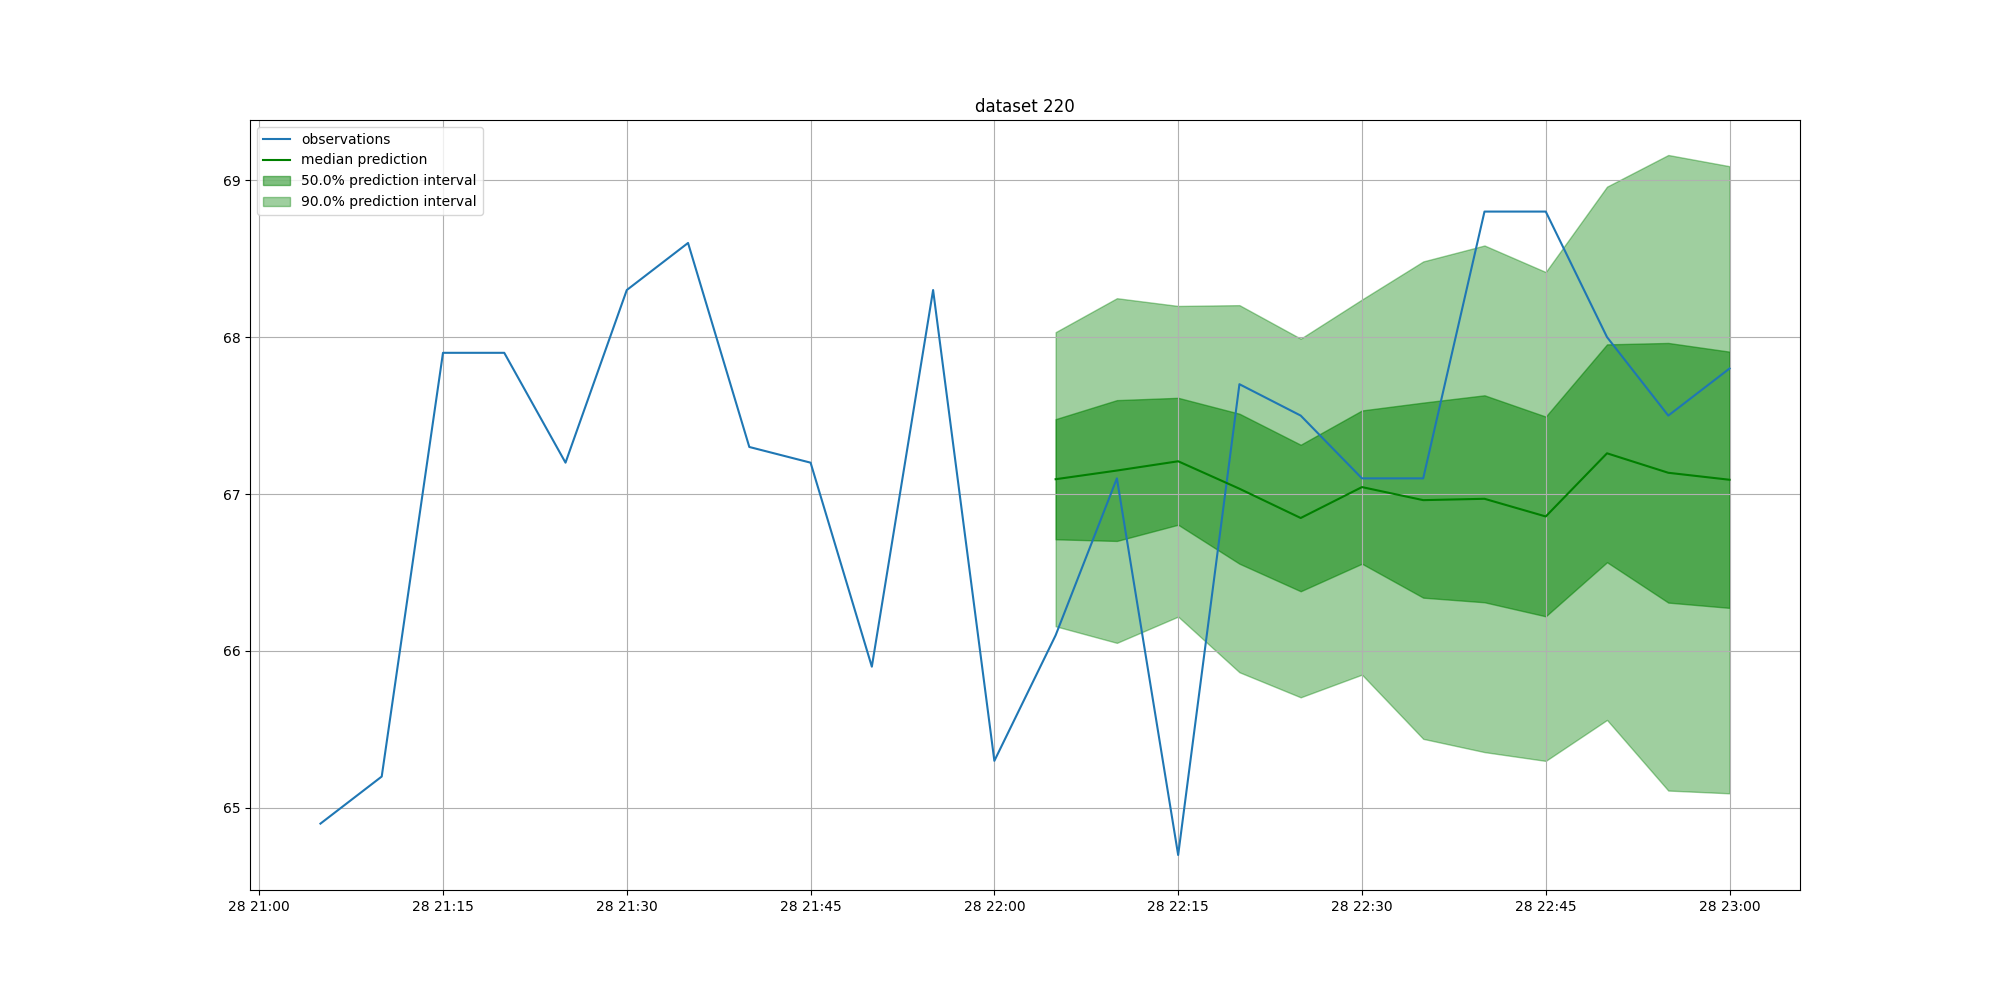 dataset 220
observations
median prediction
50.0% prediction interval
90.0% prediction interval
69
68
67
66
65
28 21:00 28 21:15 28 21:30 28 21:45 28 22:00 28 22:15 28 22:30 28 22:45 28 23:00